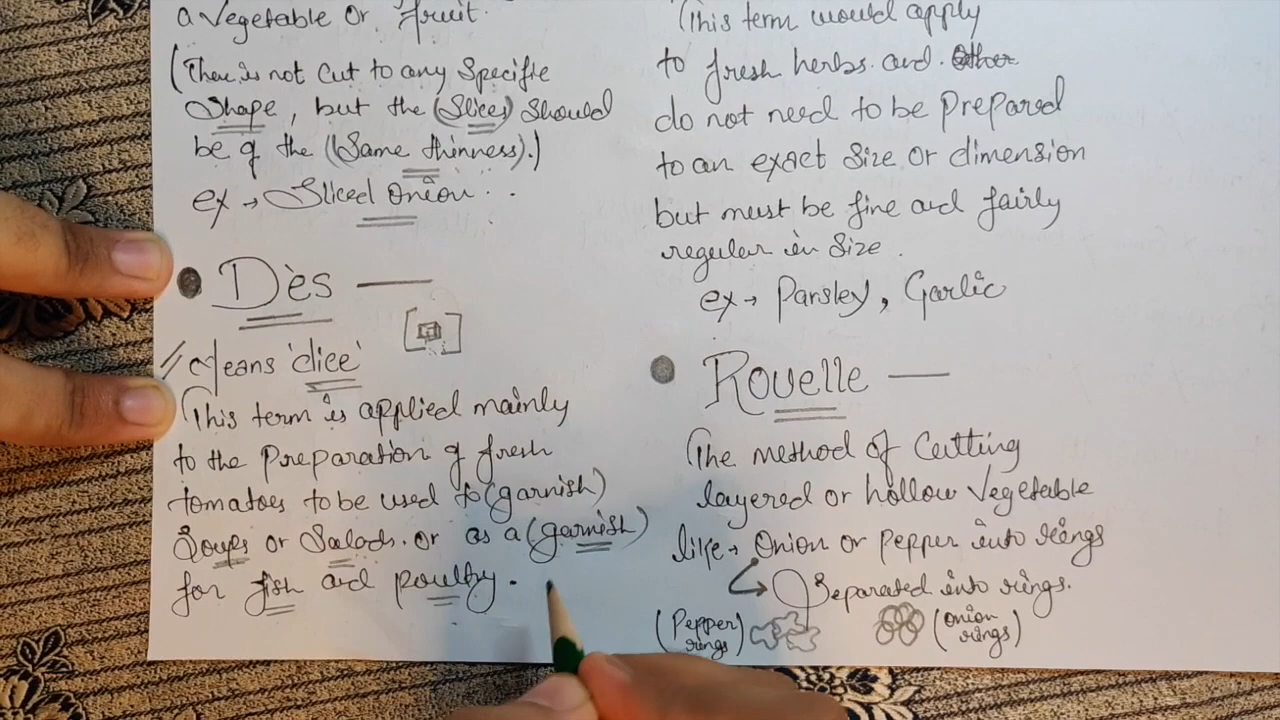 a Vegetable or fruit.
(There is not cut to any Specific
Shape, but the (Slices) Should
be of the (Same thinness).)
ex → Sliced onion..
Dès —
Means 'dice'
This term is applied mainly
to the preparation of fresh
tomatoes to be used to (garnish)
Soups or Salads. or as a (garnish)
for fish and poultry.
This term would apply
to fresh herbs. and. Other
do not need to be prepared
to an exact Size or dimension
but must be fine and fairly
regular in Size.
ex → Parsley, Garlic
Rouelle —
The method of Cutting
layered or hollow Vegetable
like → Onion or pepper into rings
Separated into rings.
(Pepper rings)
(onion rings)